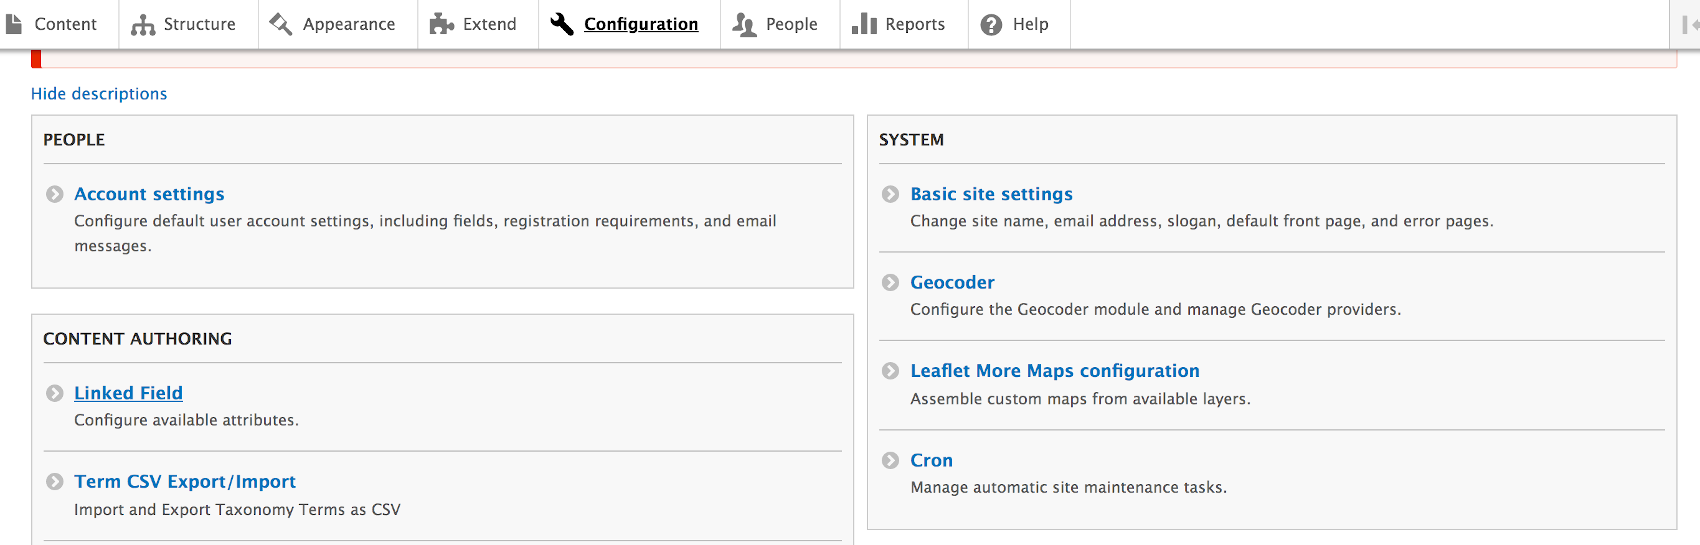 Content Structure Appearance Extend Configuration People Reports Help
Hide descriptions
PEOPLE
Account settings
Configure default user account settings, including fields, registration requirements, and email
messages.
CONTENT AUTHORING
Linked Field
Configure available attributes.
Term CSV Export/Import
Import and Export Taxonomy Terms as CSV
SYSTEM
Basic site settings
Change site name, email address, slogan, default front page, and error pages.
Geocoder
Configure the Geocoder module and manage Geocoder providers.
Leaflet More Maps configuration
Assemble custom maps from available layers.
Cron
Manage automatic site maintenance tasks.